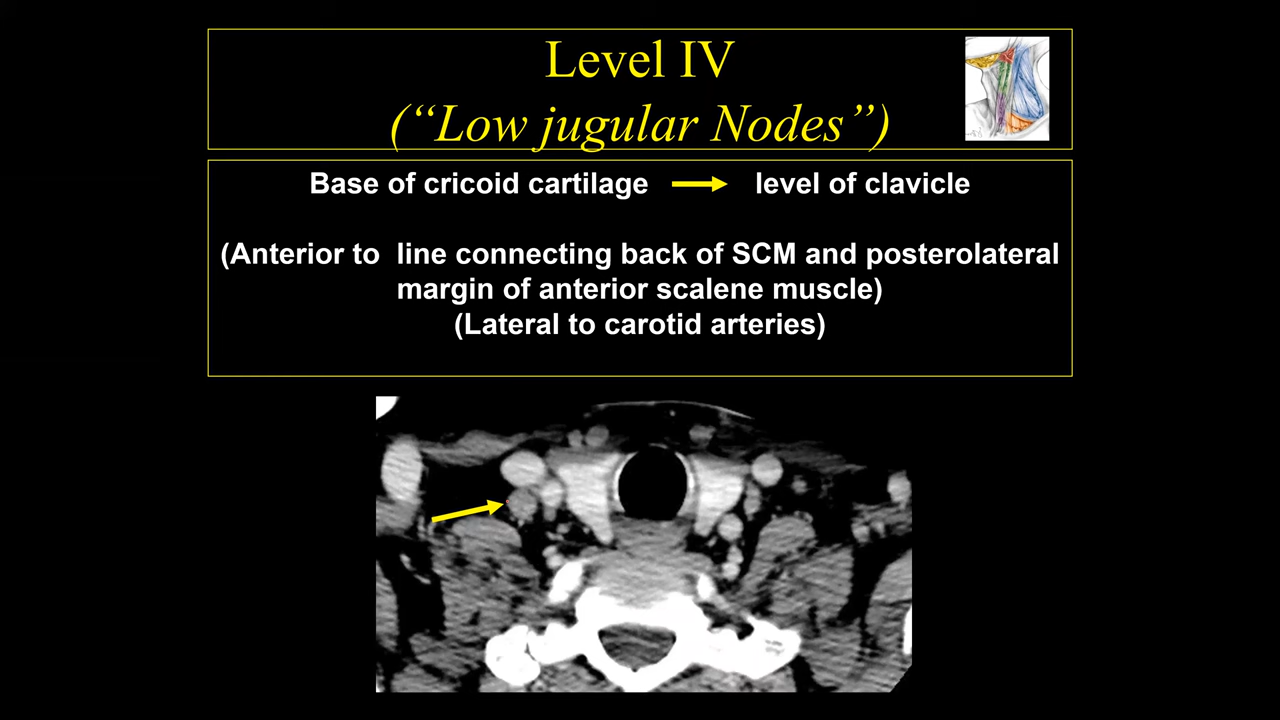 Level IV
(“Low jugular Nodes”)
Base of cricoid cartilage level of clavicle
(Anterior to line connecting back of SCM and posterolateral
margin of anterior scalene muscle)
(Lateral to carotid arteries)